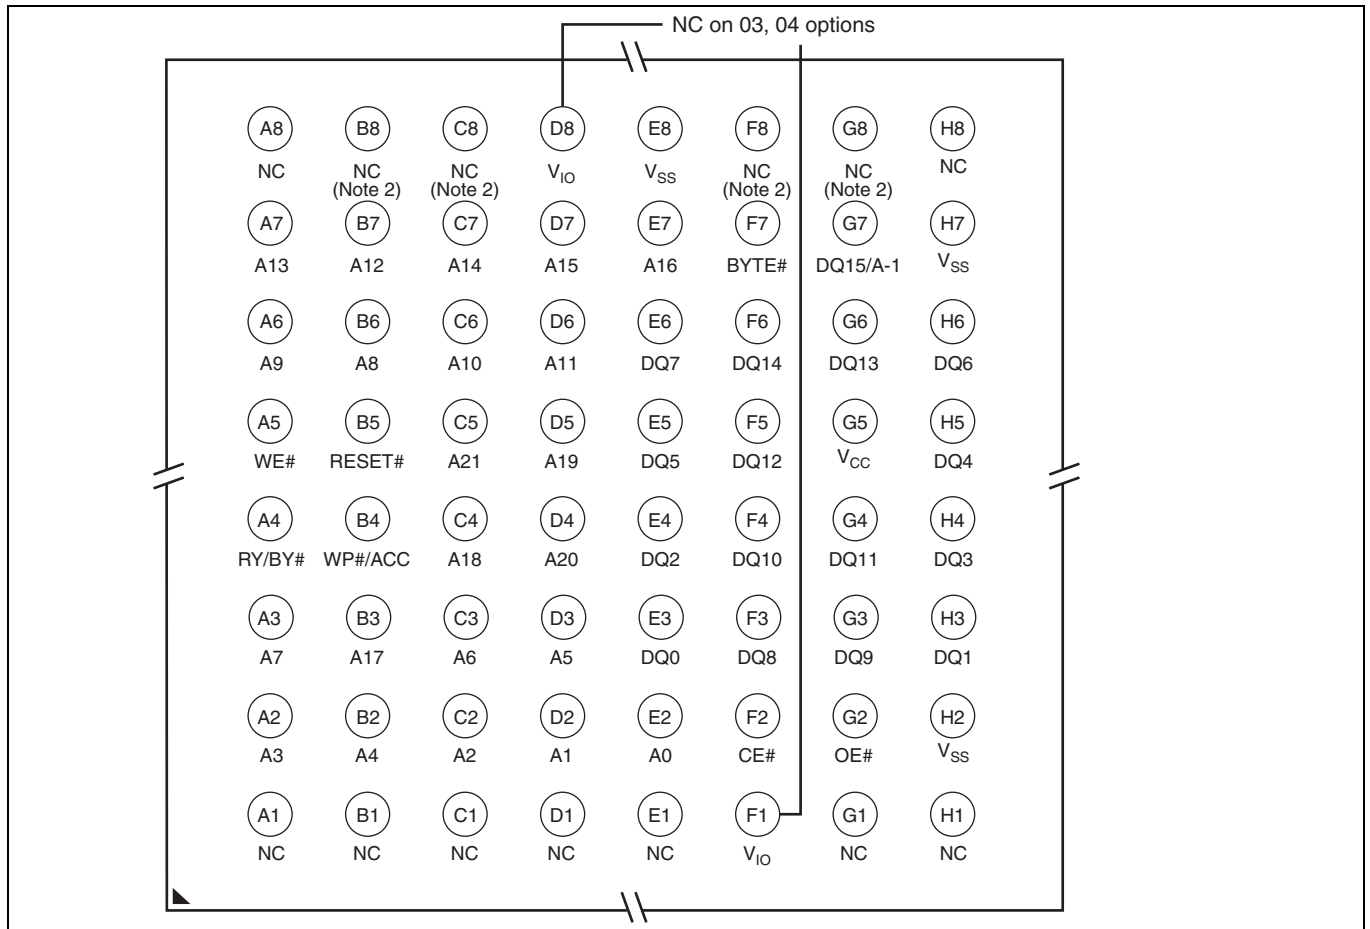 NC on 03, 04 options
A8 B8 C8 D8 E8 F8 G8 H8
NC NC NC VIO VSS NC NC NC
(Note 2) (Note 2) (Note 2) (Note 2)
A7 B7 C7 D7 E7 F7 G7 H7
A13 A12 A14 A15 A16 BYTE# DQ15/A-1 VSS
A6 B6 C6 D6 E6 F6 G6 H6
A9 A8 A10 A11 DQ7 DQ14 DQ13 DQ6
A5 B5 C5 D5 E5 F5 G5 H5
WE# RESET# A21 A19 DQ5 DQ12 VCC DQ4
A4 B4 C4 D4 E4 F4 G4 H4
RY/BY# WP#/ACC A18 A20 DQ2 DQ10 DQ11 DQ3
A3 B3 C3 D3 E3 F3 G3 H3
A7 A17 A6 A5 DQ0 DQ8 DQ9 DQ1
A2 B2 C2 D2 E2 F2 G2 H2
A3 A4 A2 A1 A0 CE# OE# VSS
A1 B1 C1 D1 E1 F1 G1 H1
NC NC NC NC NC VIO NC NC